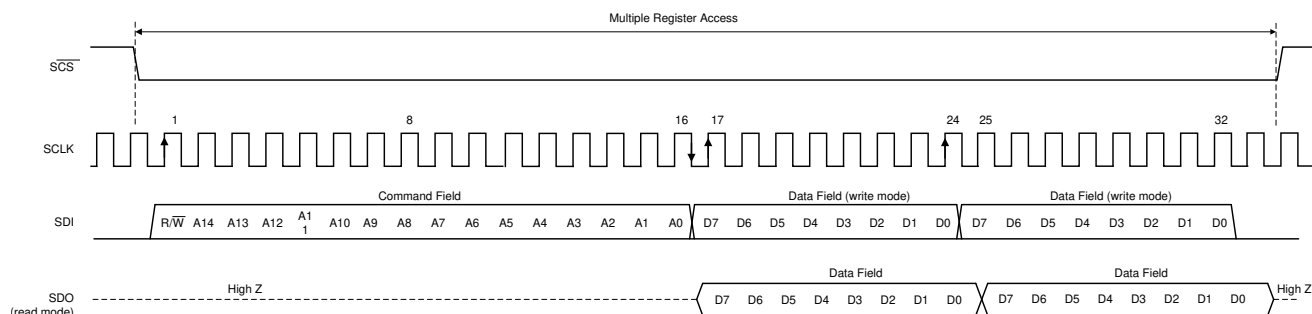 Multiple Register Access
SCS
1 8 16 17 24 25 32
SCLK
Command Field Data Field (write mode) Data Field (write mode)
SDI R/W A14 A13 A12 A11 A10 A9 A8 A7 A6 A5 A4 A3 A2 A1 A0 D7 D6 D5 D4 D3 D2 D1 D0 D7 D6 D5 D4 D3 D2 D1 D0
Data Field Data Field
High Z High Z
SDO D7 D6 D5 D4 D3 D2 D1 D0 D7 D6 D5 D4 D3 D2 D1 D0
(read mode)